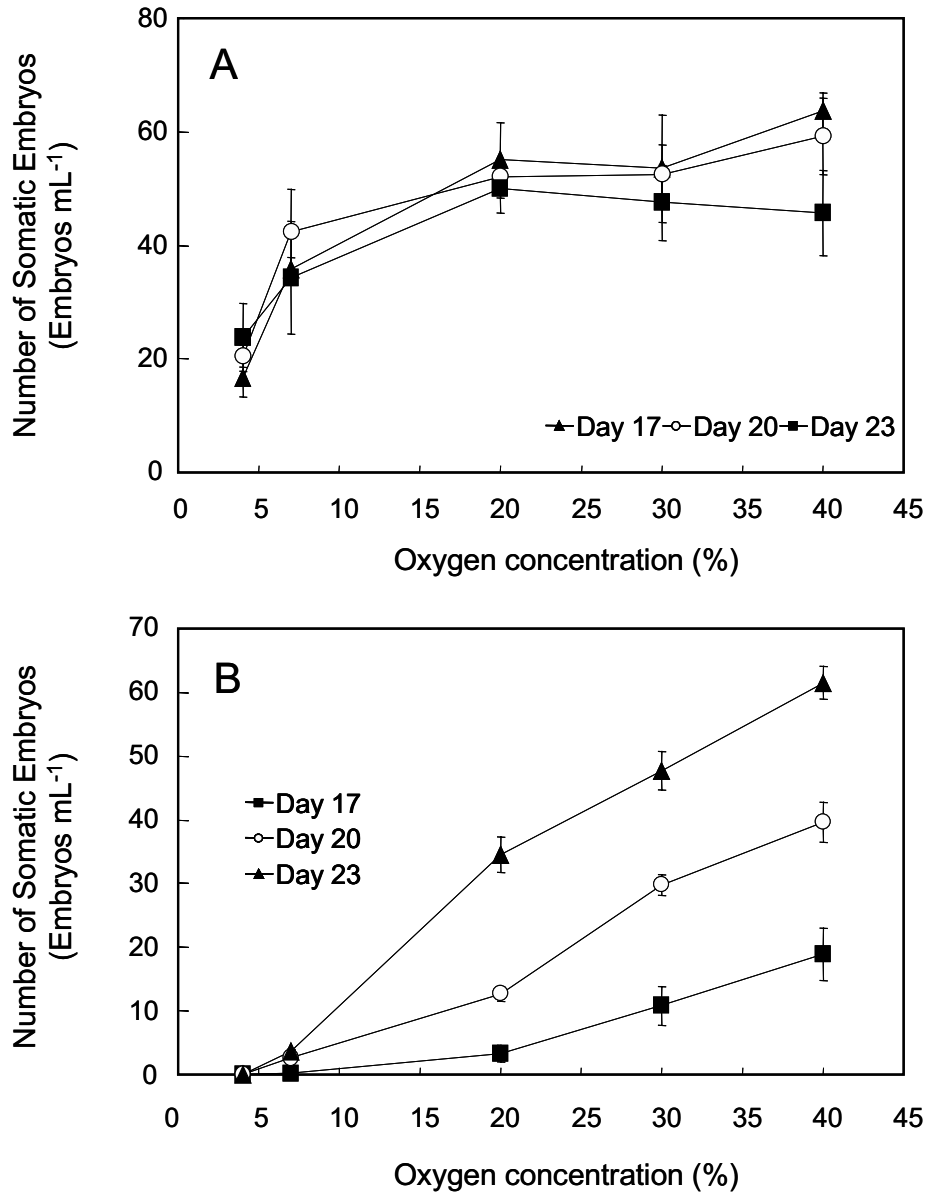 A
Number of Somatic Embryos
(Embryos mL-1)
80
60
40
20
0
Day 17 Day 20 Day 23
0 5 10 15 20 25 30 35 40 45
Oxygen concentration (%)
B
Number of Somatic Embryos
(Embryos mL-1)
70
60
50
40
30
20
10
0
Day 17
Day 20
Day 23
0 5 10 15 20 25 30 35 40 45
Oxygen concentration (%)